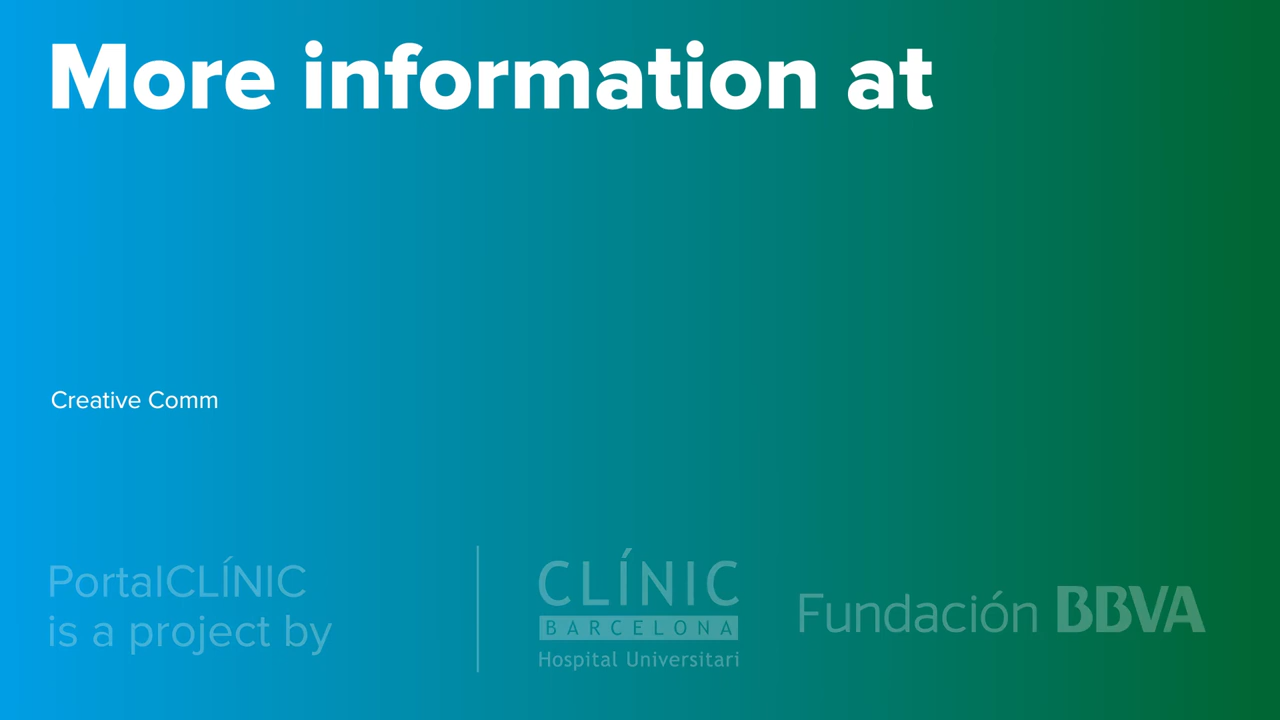 More information at
Creative Comm
PortalCLÍNIC
is a project by
CLÍNIC
BARCELONA
Hospital Universitari
Fundación BBVA